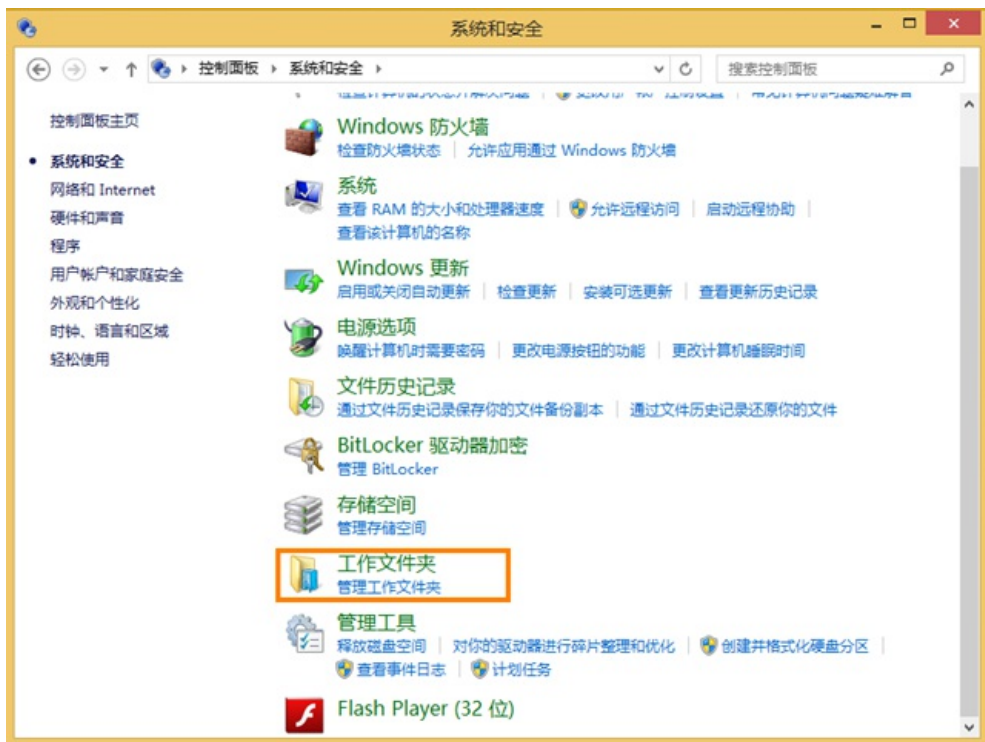 系统和安全
控制面板 系统和安全
搜索控制面板
控制面板主页
系统和安全
网络和 Internet
硬件和声音
程序
用户帐户和家庭安全
外观和个性化
时钟、语言和区域
轻松使用
Windows 防火墙
检查防火墙状态 允许应用通过 Windows 防火墙
系统
查看 RAM 的大小和处理器速度 允许远程访问 启动远程协助
查看该计算机的名称
Windows 更新
启用或关闭自动更新 检查更新 安装可选更新 查看更新历史记录
电源选项
唤醒计算机时需要密码 更改电源按钮的功能 更改计算机睡眠时间
文件历史记录
通过文件历史记录保存你的文件备份副本 通过文件历史记录还原你的文件
BitLocker 驱动器加密
管理 BitLocker
存储空间
管理存储空间
工作文件夹
管理工作文件夹
管理工具
释放磁盘空间 对你的驱动器进行碎片整理和优化 创建并格式化硬盘分区
查看事件日志 计划任务
Flash Player (32 位)